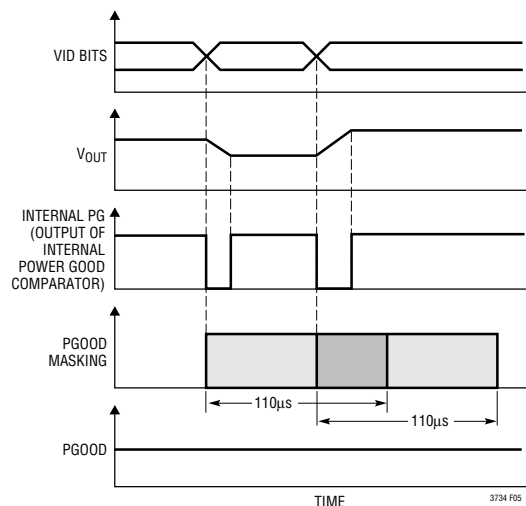 VID BITS
VOUT
INTERNAL PG
(OUTPUT OF
INTERNAL
POWER GOOD
COMPARATOR)
PGOOD
MASKING
110µs
110µs
PGOOD
TIME
3734 F05